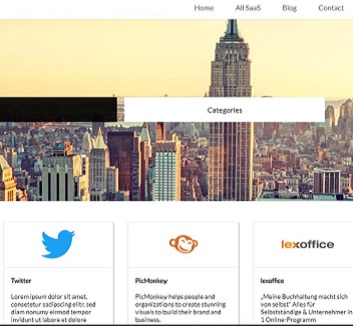 Home All SaaS Blog Contact
Categories
lexoffice
Twitter
Lorem ipsum dolor sit amet,
consetetur sadipscing elitr, sed
diam nonumy eirmod tempor
invidunt ut labore et dolore
PicMonkey
PicMonkey helps people and
organizations to create stunning
visuals to build their brand and
business.
lexoffice
„Meine Buchhaltung macht sich
von selbst" Alles für
Selbstständige & Unternehmer in
1 Online-Programm